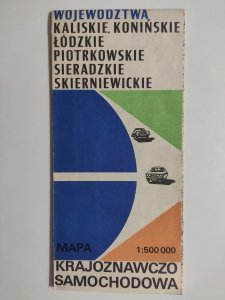 WOJEWÓDZTWA
KALISKIE, KONIŃSKIE
ŁÓDZKIE
PIOTRKOWSKIE
SIERADZKIE
SKIERNIEWICKIE
MAPA 1:500 000
KRAJOZNAWCZO
SAMOCHODOWA